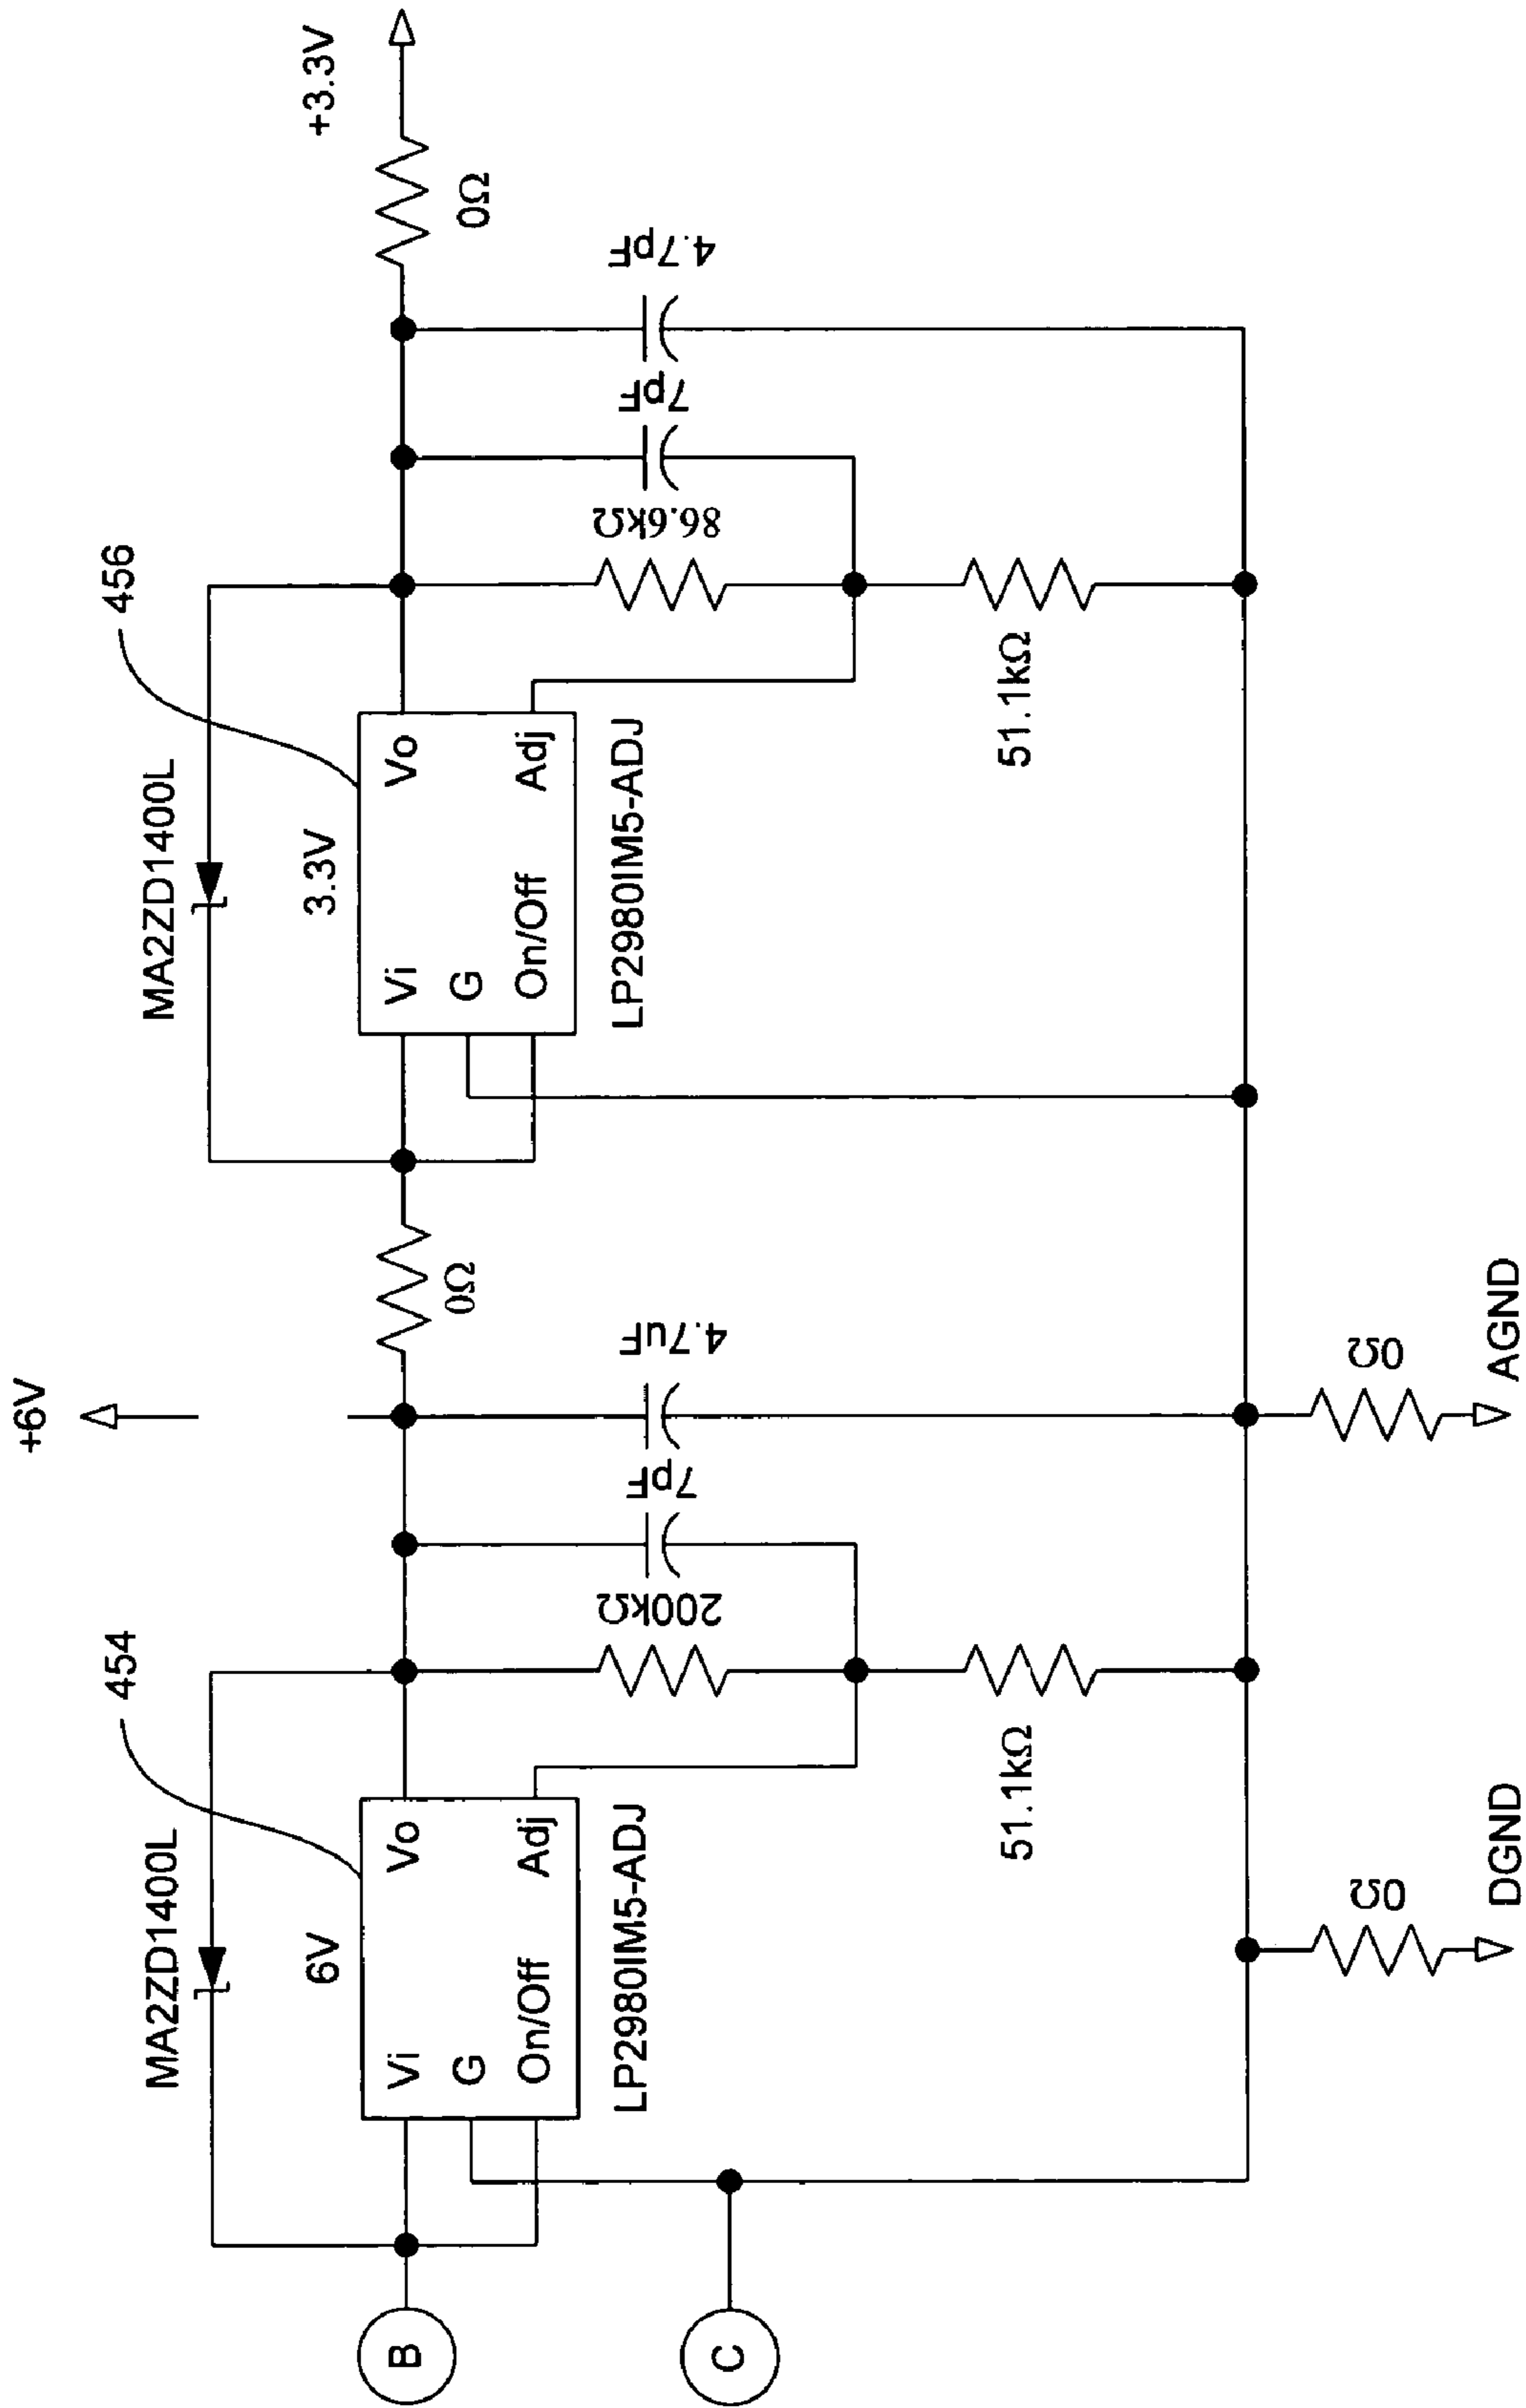 +6V
+3.3V
454
456
MA2ZD1400L
MA2ZD1400L
6V
3.3V
B
Vi
Vo
0Ω
Vi
Vo
0Ω
G
G
On/Off
Adj
On/Off
Adj
LP2980IM5-ADJ
LP2980IM5-ADJ
200kΩ
7pF
4.7uF
86.6kΩ
7pF
4.7pF
C
51.1kΩ
51.1kΩ
0Ω
0Ω
DGND
AGND